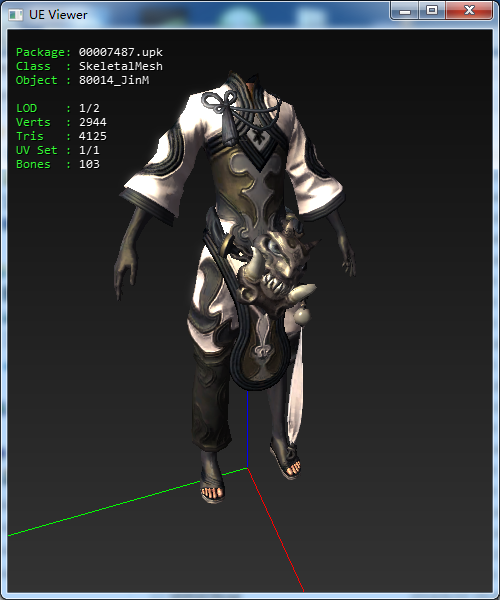 UE Viewer
Package: 00007487.upk
Class : SkeletalMesh
Object : 80014_JinM
LOD : 1/2
Verts : 2944
Tris : 4125
UV Set : 1/1
Bones : 103